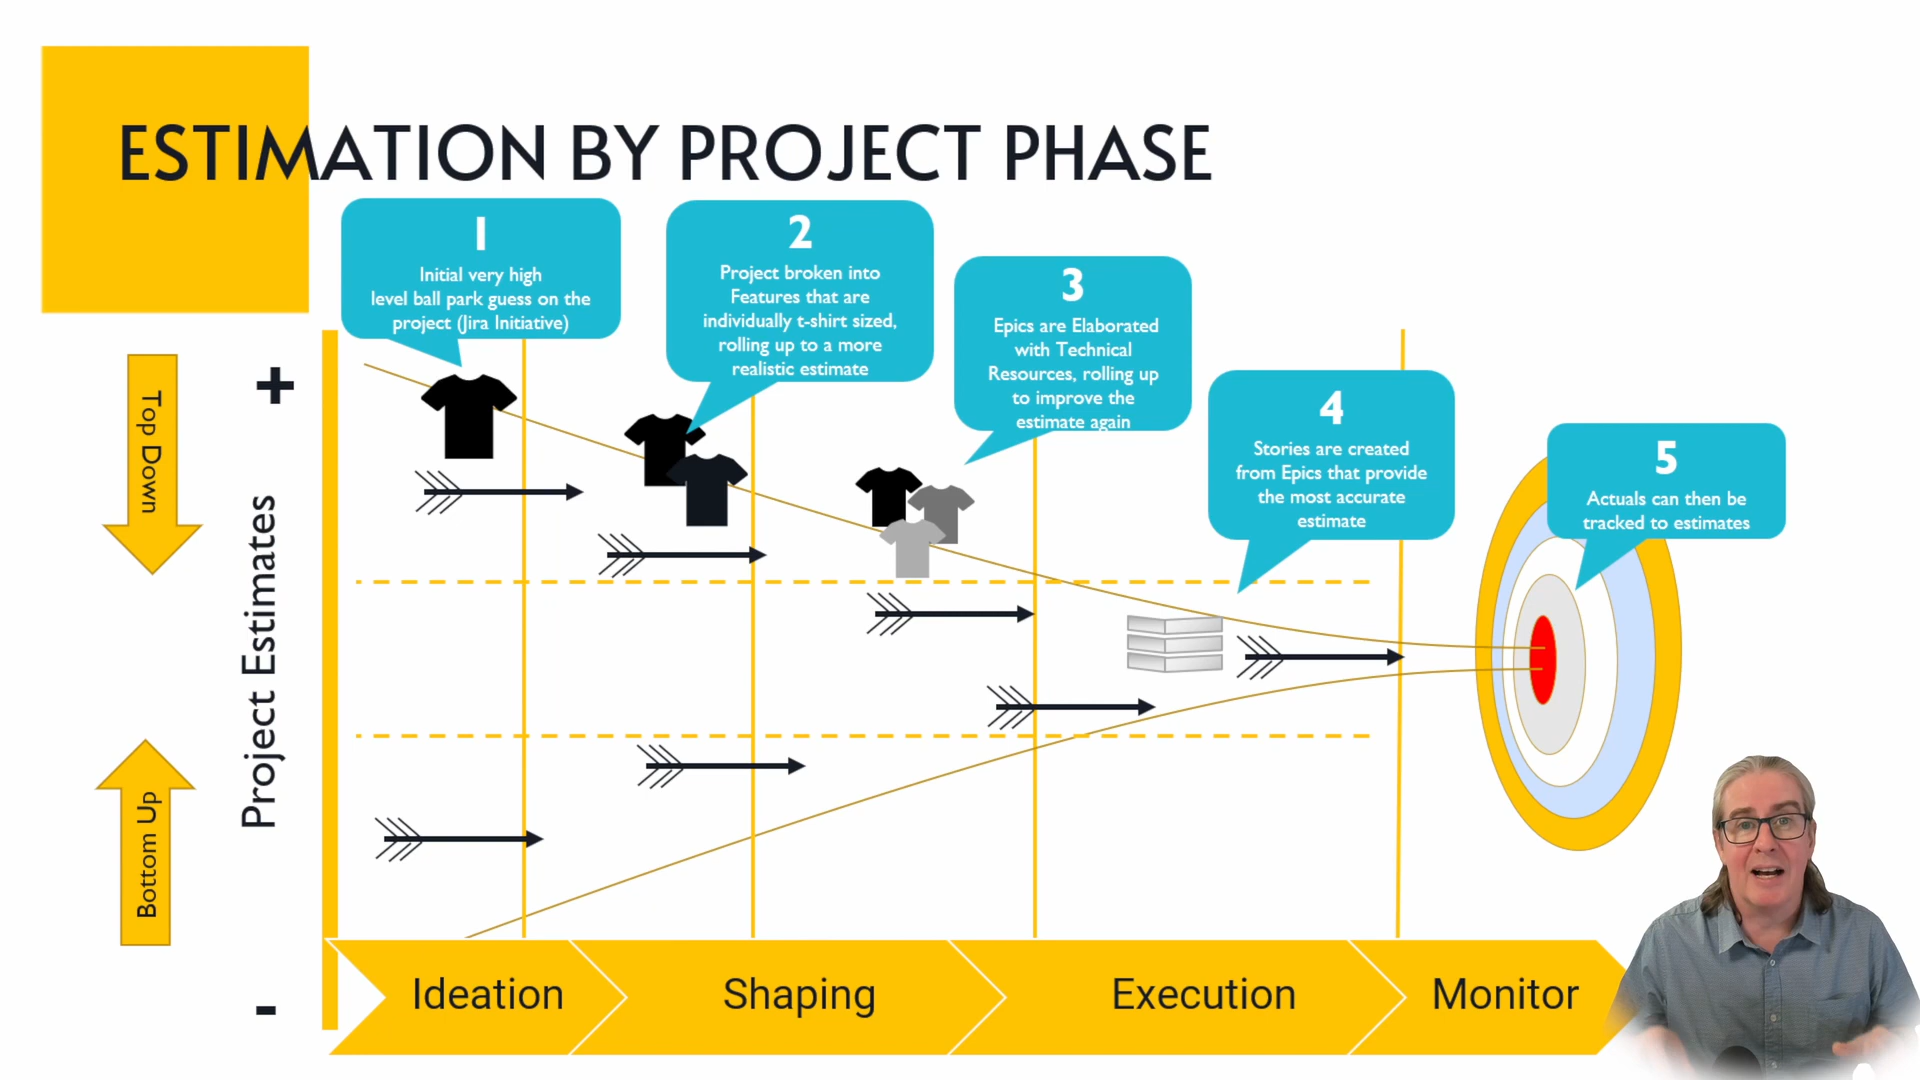 ESTIMATION BY PROJECT PHASE
1
Initial very high
level ball park guess on the
project (Jira Initiative)
2
Project broken into
Features that are
individually t-shirt sized,
rolling up to a more
realistic estimate
3
Epics are Elaborated
with Technical
Resources, rolling up
to improve the
estimate again
4
Stories are created
from Epics that provide
the most accurate
estimate
5
Actuals can then be
tracked to estimates
Top Down
+
Project Estimates
Bottom Up
-
Ideation
Shaping
Execution
Monitor